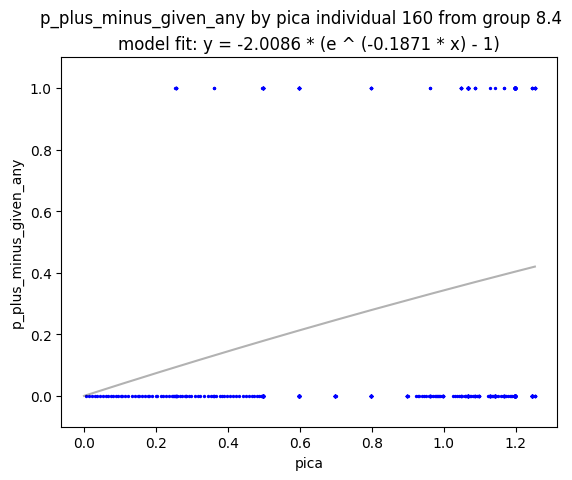 p_plus_minus_given_any by pica individual 160 from group 8.4
model fit: y = -2.0086 * (e ^ (-0.1871 * x) - 1)
p_plus_minus_given_any
1.0
0.8
0.6
0.4
0.2
0.0
0.0 0.2 0.4 0.6 0.8 1.0 1.2
pica